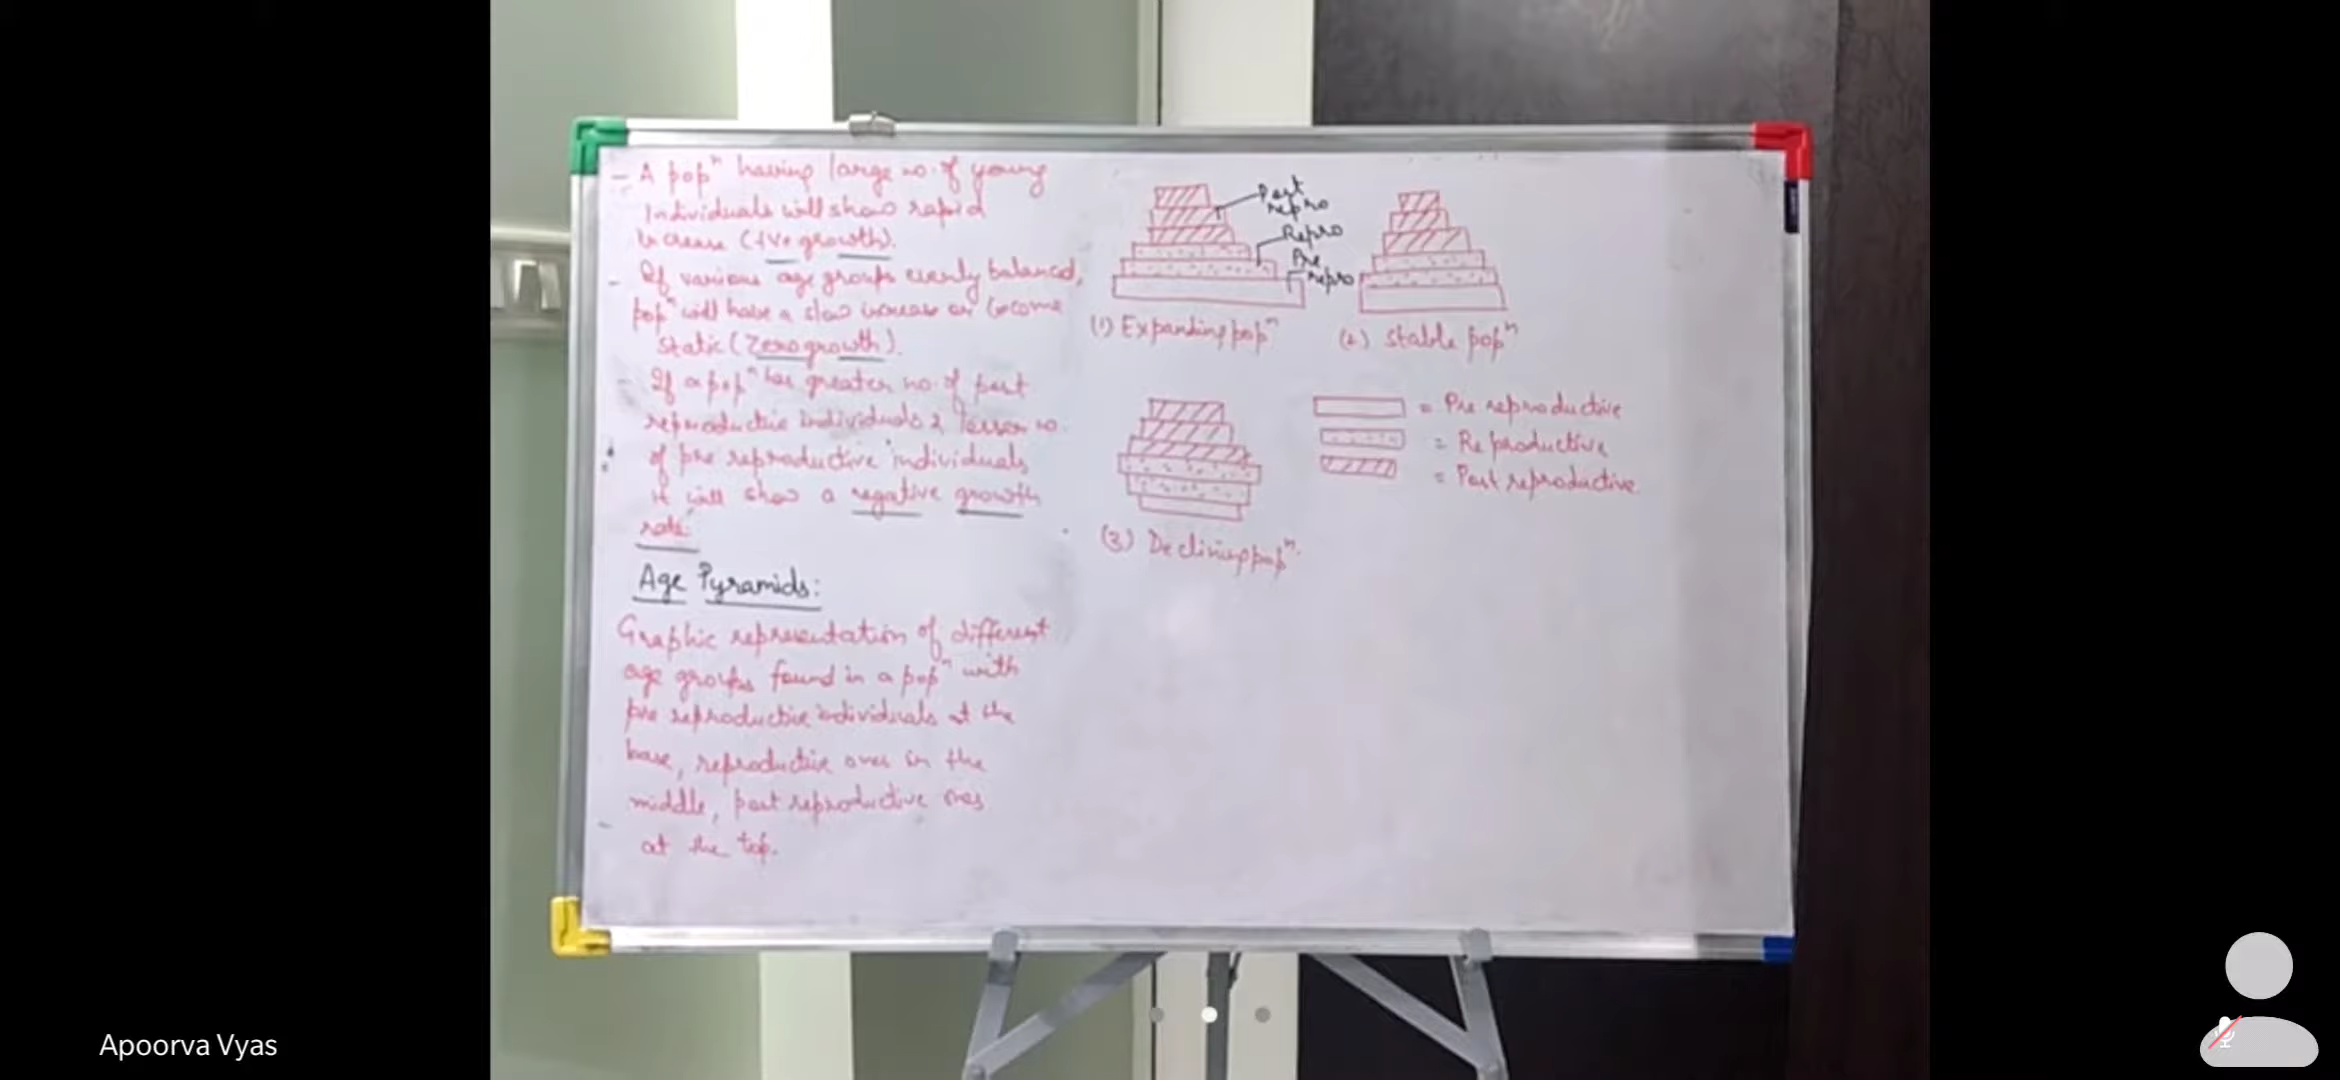 - A popⁿ having large no. of young
Individuals will show rapid
Increase (+ve growth).
- If various age groups evenly balanced,
popⁿ will have a slow increase or become
static (Zero growth).
- If a popⁿ has greater no. of post
reproductive individuals & lesser no.
of pre reproductive individuals
it will show a negative growth
rate.
Age Pyramids:
Graphic representation of different
age groups found in a popⁿ with
pre reproductive individuals at the
base, reproductive ones in the
middle, post reproductive ones
at the top.
Post
repro
Repro
Pre
repro
(1) Expanding popⁿ
(2) Stable popⁿ
= Pre reproductive
= Reproductive
= Post reproductive
(3) Declining popⁿ.
Apoorva Vyas